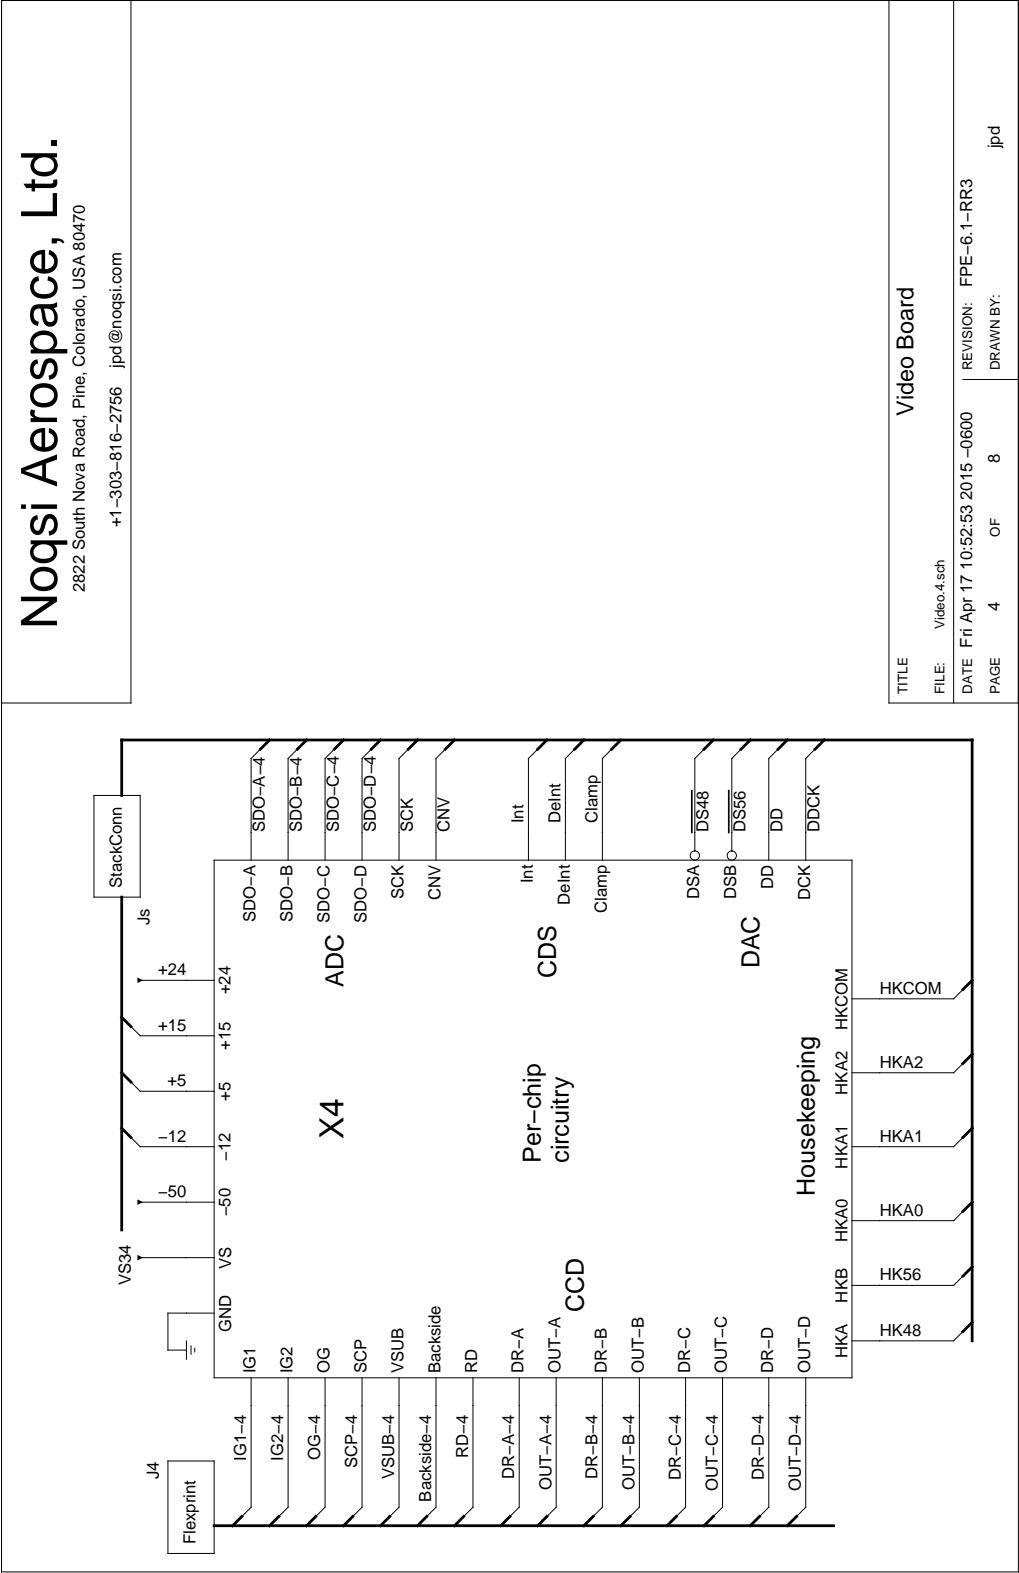 Noqsi Aerospace, Ltd.
2822 South Nova Road, Pine, Colorado, USA 80470
+1−303−816−2756 jpd@noqsi.com
J4
Flexprint
StackConn
Js
VS34
−50
−12
+5
+15
+24
GND
VS
−50
−12
+5
+15
+24
IG1−4
IG2−4
OG−4
SCP−4
VSUB−4
Backside−4
RD−4
DR−A−4
OUT−A−4
DR−B−4
OUT−B−4
DR−C−4
OUT−C−4
DR−D−4
OUT−D−4
IG1
IG2
OG
SCP
VSUB
Backside
RD
DR−A
OUT−A
DR−B
OUT−B
DR−C
OUT−C
DR−D
OUT−D
CCD
X4
Per−chip
circuitry
Housekeeping
ADC
CDS
DAC
SDO−A
SDO−B
SDO−C
SDO−D
SCK
CNV
Int
DeInt
Clamp
DSA
DSB
DD
DCK
SDO−A−4
SDO−B−4
SDO−C−4
SDO−D−4
SCK
CNV
Int
DeInt
Clamp
DS48
DS56
DD
DDCK
HKA
HKB
HKA0
HKA1
HKA2
HKCOM
HK48
HK56
HKA0
HKA1
HKA2
HKCOM
TITLE
Video Board
FILE: Video.4.sch
DATE Fri Apr 17 10:52:53 2015 −0600
REVISION: FPE−6.1−RR3
PAGE 4 OF 8
DRAWN BY: jpd